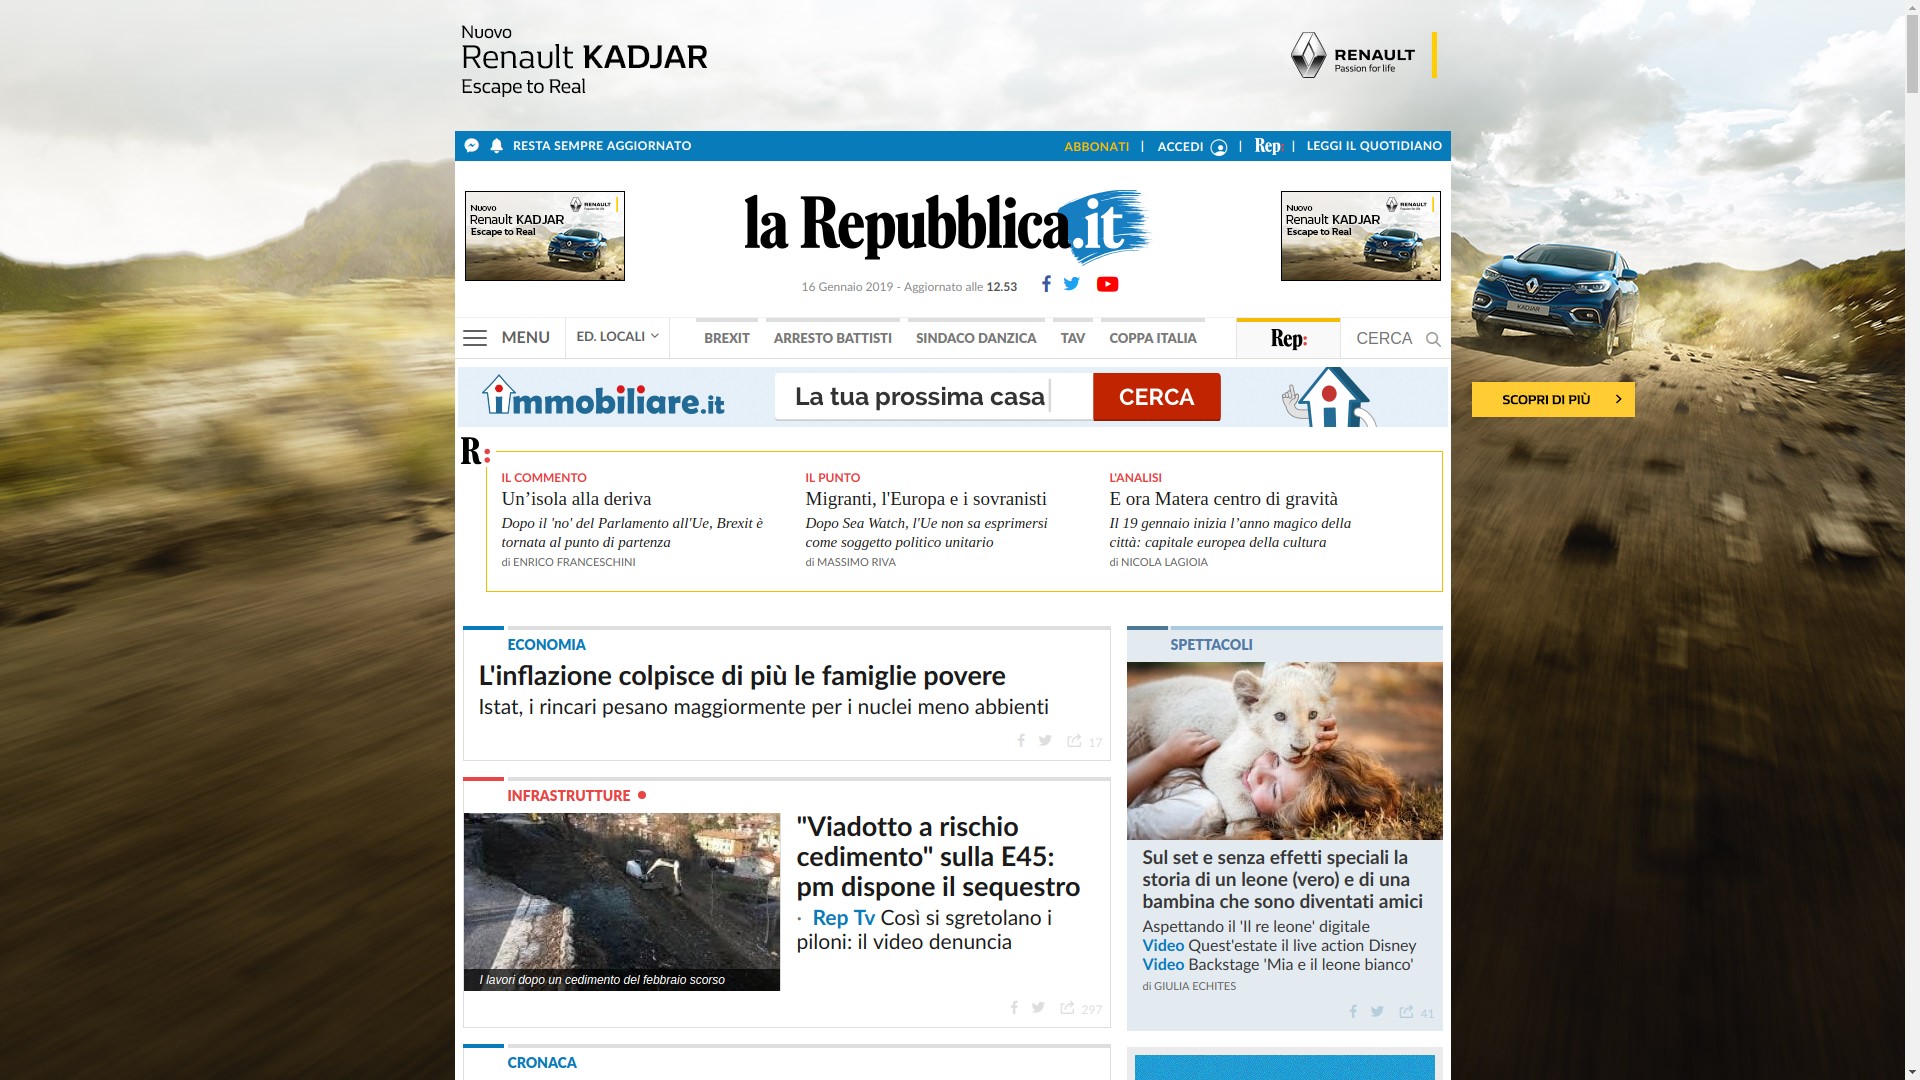 Nuovo
Renault KADJAR
Escape to Real
RENAULT
Passion for life
RESTA SEMPRE AGGIORNATO
ABBONATI | ACCEDI | Rep: | LEGGI IL QUOTIDIANO
Nuovo
Renault KADJAR
Escape to Real
RENAULT
la Repubblica.it
Nuovo
Renault KADJAR
Escape to Real
RENAULT
16 Gennaio 2019 - Aggiornato alle 12.53
MENU
ED. LOCALI
BREXIT
ARRESTO BATTISTI
SINDACO DANZICA
TAV
COPPA ITALIA
Rep:
CERCA
KADJAR
SCOPRI DI PIÙ
immobiliare.it
La tua prossima casa
CERCA
R:
IL COMMENTO
Un’isola alla deriva
Dopo il 'no' del Parlamento all'Ue, Brexit è
tornata al punto di partenza
di ENRICO FRANCESCHINI
IL PUNTO
Migranti, l'Europa e i sovranisti
Dopo Sea Watch, l'Ue non sa esprimersi
come soggetto politico unitario
di MASSIMO RIVA
L'ANALISI
E ora Matera centro di gravità
Il 19 gennaio inizia l’anno magico della
città: capitale europea della cultura
di NICOLA LAGIOIA
ECONOMIA
L'inflazione colpisce di più le famiglie povere
Istat, i rincari pesano maggiormente per i nuclei meno abbienti
17
INFRASTRUTTURE
"Viadotto a rischio
cedimento" sulla E45:
pm dispone il sequestro
· Rep Tv Così si sgretolano i
piloni: il video denuncia
I lavori dopo un cedimento del febbraio scorso
297
CRONACA
SPETTACOLI
Sul set e senza effetti speciali la
storia di un leone (vero) e di una
bambina che sono diventati amici
Aspettando il 'Il re leone' digitale
Video Quest'estate il live action Disney
Video Backstage 'Mia e il leone bianco'
di GIULIA ECHITES
41